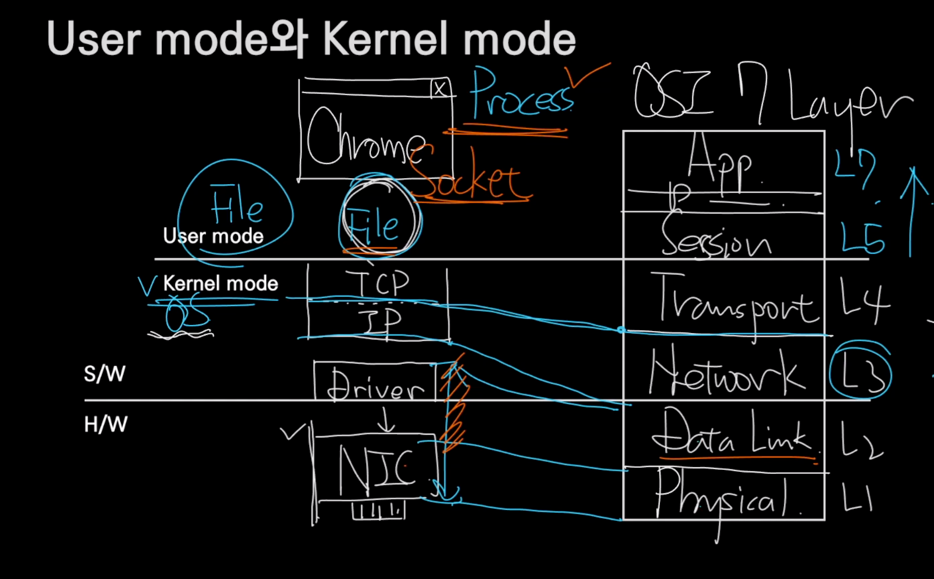 User mode와 Kernel mode
X
Process
OSI 7 Layer
Chrome
Socket
App.
L7
P
File
File
User mode
Session
L5
Kernel mode
OS
TCP
IP
Transport
L4
S/W
Driver
Network
L3
H/W
NIC
Data Link
L2
Physical
L1